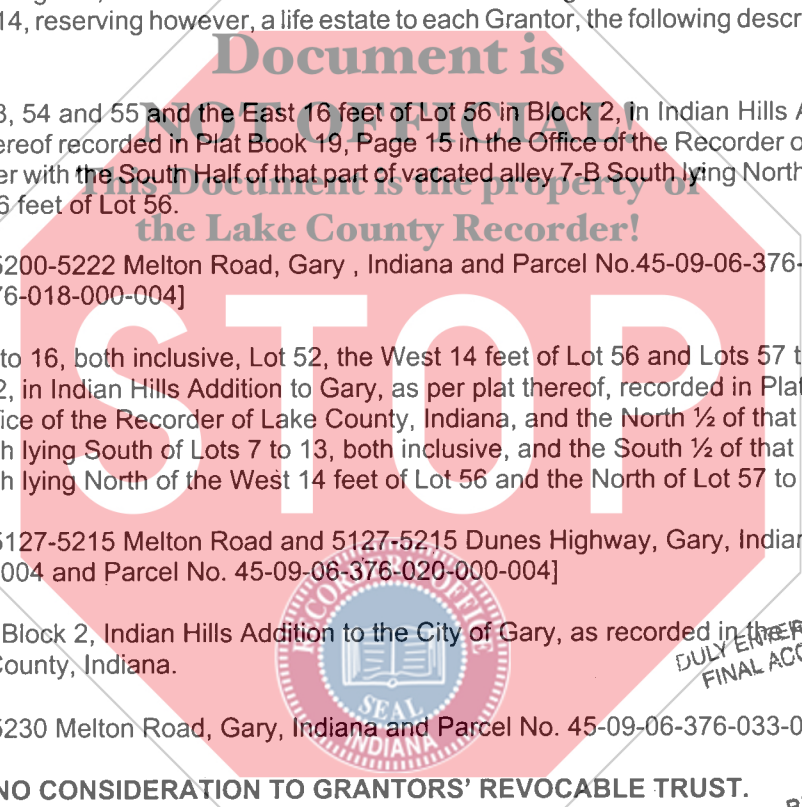 14, reserving however, a life estate to each Grantor, the following descr
Document is
3, 54 and 55 and the East 16 feet of Lot 56 in Block 2, in Indian Hills A
NOT OFFICIAL!
ereof recorded in Plat Book 19, Page 15 in the Office of the Recorder o
er with the South Half of that part of vacated alley 7-B South lying North
This Document is the property of
6 feet of Lot 56.
the Lake County Recorder!
5200-5222 Melton Road, Gary , Indiana and Parcel No.45-09-06-376-
76-018-000-004]
STOP
to 16, both inclusive, Lot 52, the West 14 feet of Lot 56 and Lots 57 t
2, in Indian Hills Addition to Gary, as per plat thereof, recorded in Plat
ice of the Recorder of Lake County, Indiana, and the North ½ of that
h lying South of Lots 7 to 13, both inclusive, and the South ½ of that
h lying North of the West 14 feet of Lot 56 and the North of Lot 57 to
5127-5215 Melton Road and 5127-5215 Dunes Highway, Gary, Indiar
004 and Parcel No. 45-09-06-376-020-000-004]
RECORDER'S OFFICE
Block 2, Indian Hills Addition to the City of Gary, as recorded in the
County, Indiana.
DULY ENTER
FINAL ACC
SEAL
INDIANA
5230 Melton Road, Gary, Indiana and Parcel No. 45-09-06-376-033-0
NO CONSIDERATION TO GRANTORS' REVOCABLE TRUST.